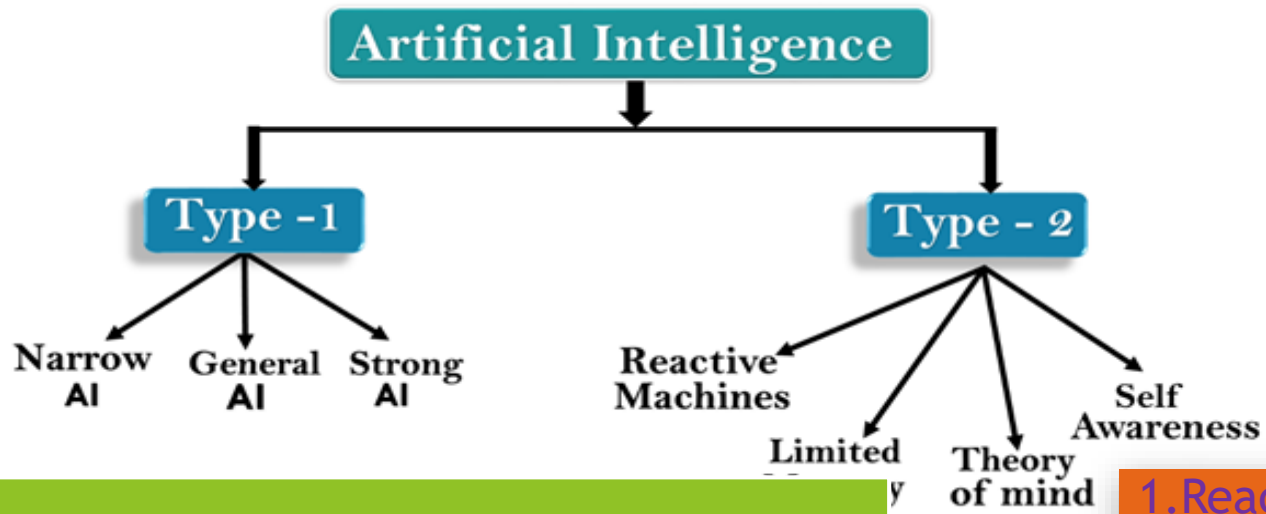 Artificial Intelligence
Type -1
Type - 2
Narrow AI
General AI
Strong AI
Reactive Machines
Limited
Theory of mind
Self Awareness